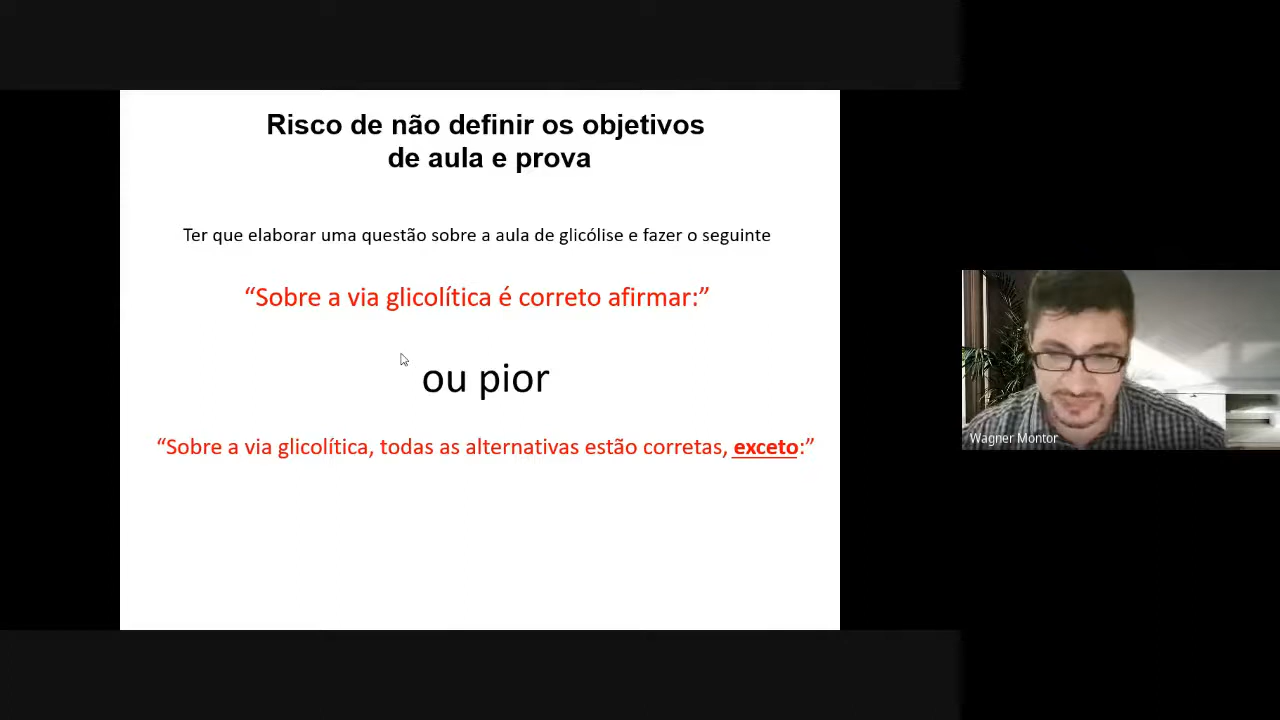 Risco de não definir os objetivos
de aula e prova
Ter que elaborar uma questão sobre a aula de glicólise e fazer o seguinte
“Sobre a via glicolítica é correto afirmar:”
ou pior
“Sobre a via glicolítica, todas as alternativas estão corretas, exceto:”
Wagner Montor